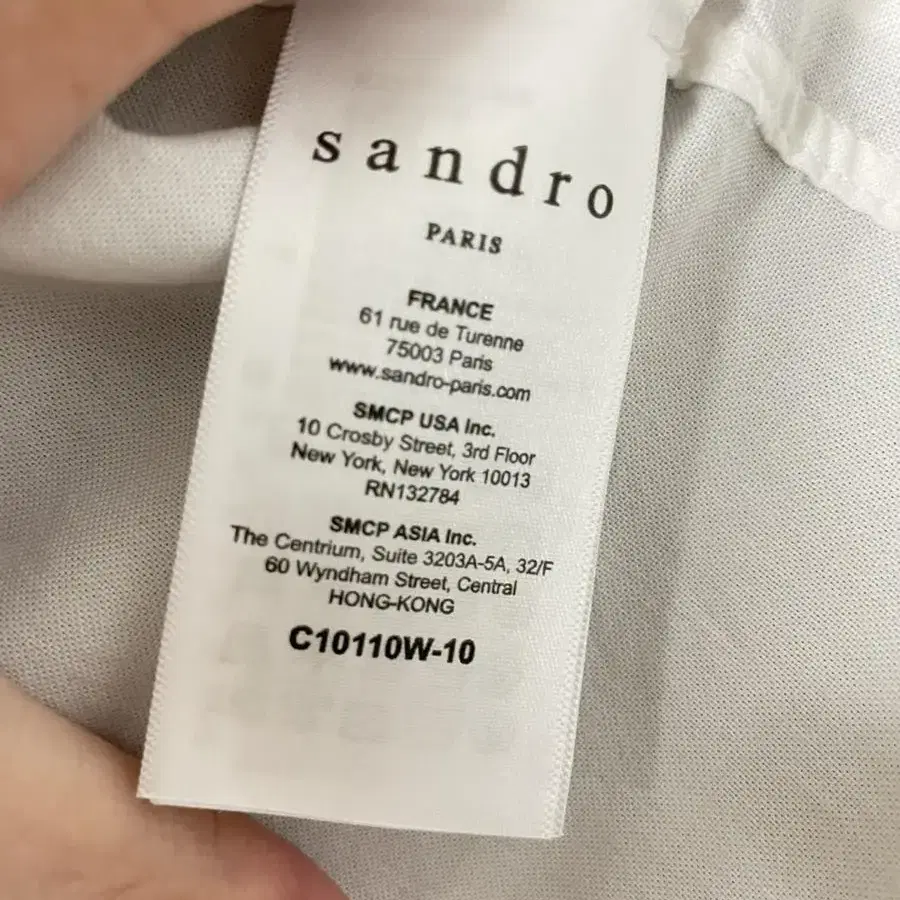 sandro
PARIS
FRANCE
61 rue de Turenne
75003 Paris
www.sandro-paris.com
SMCP USA Inc.
10 Crosby Street, 3rd Floor
New York, New York 10013
RN132784
SMCP ASIA Inc.
The Centrium, Suite 3203A-5A, 32/F
60 Wyndham Street, Central
HONG-KONG
C10110W-10